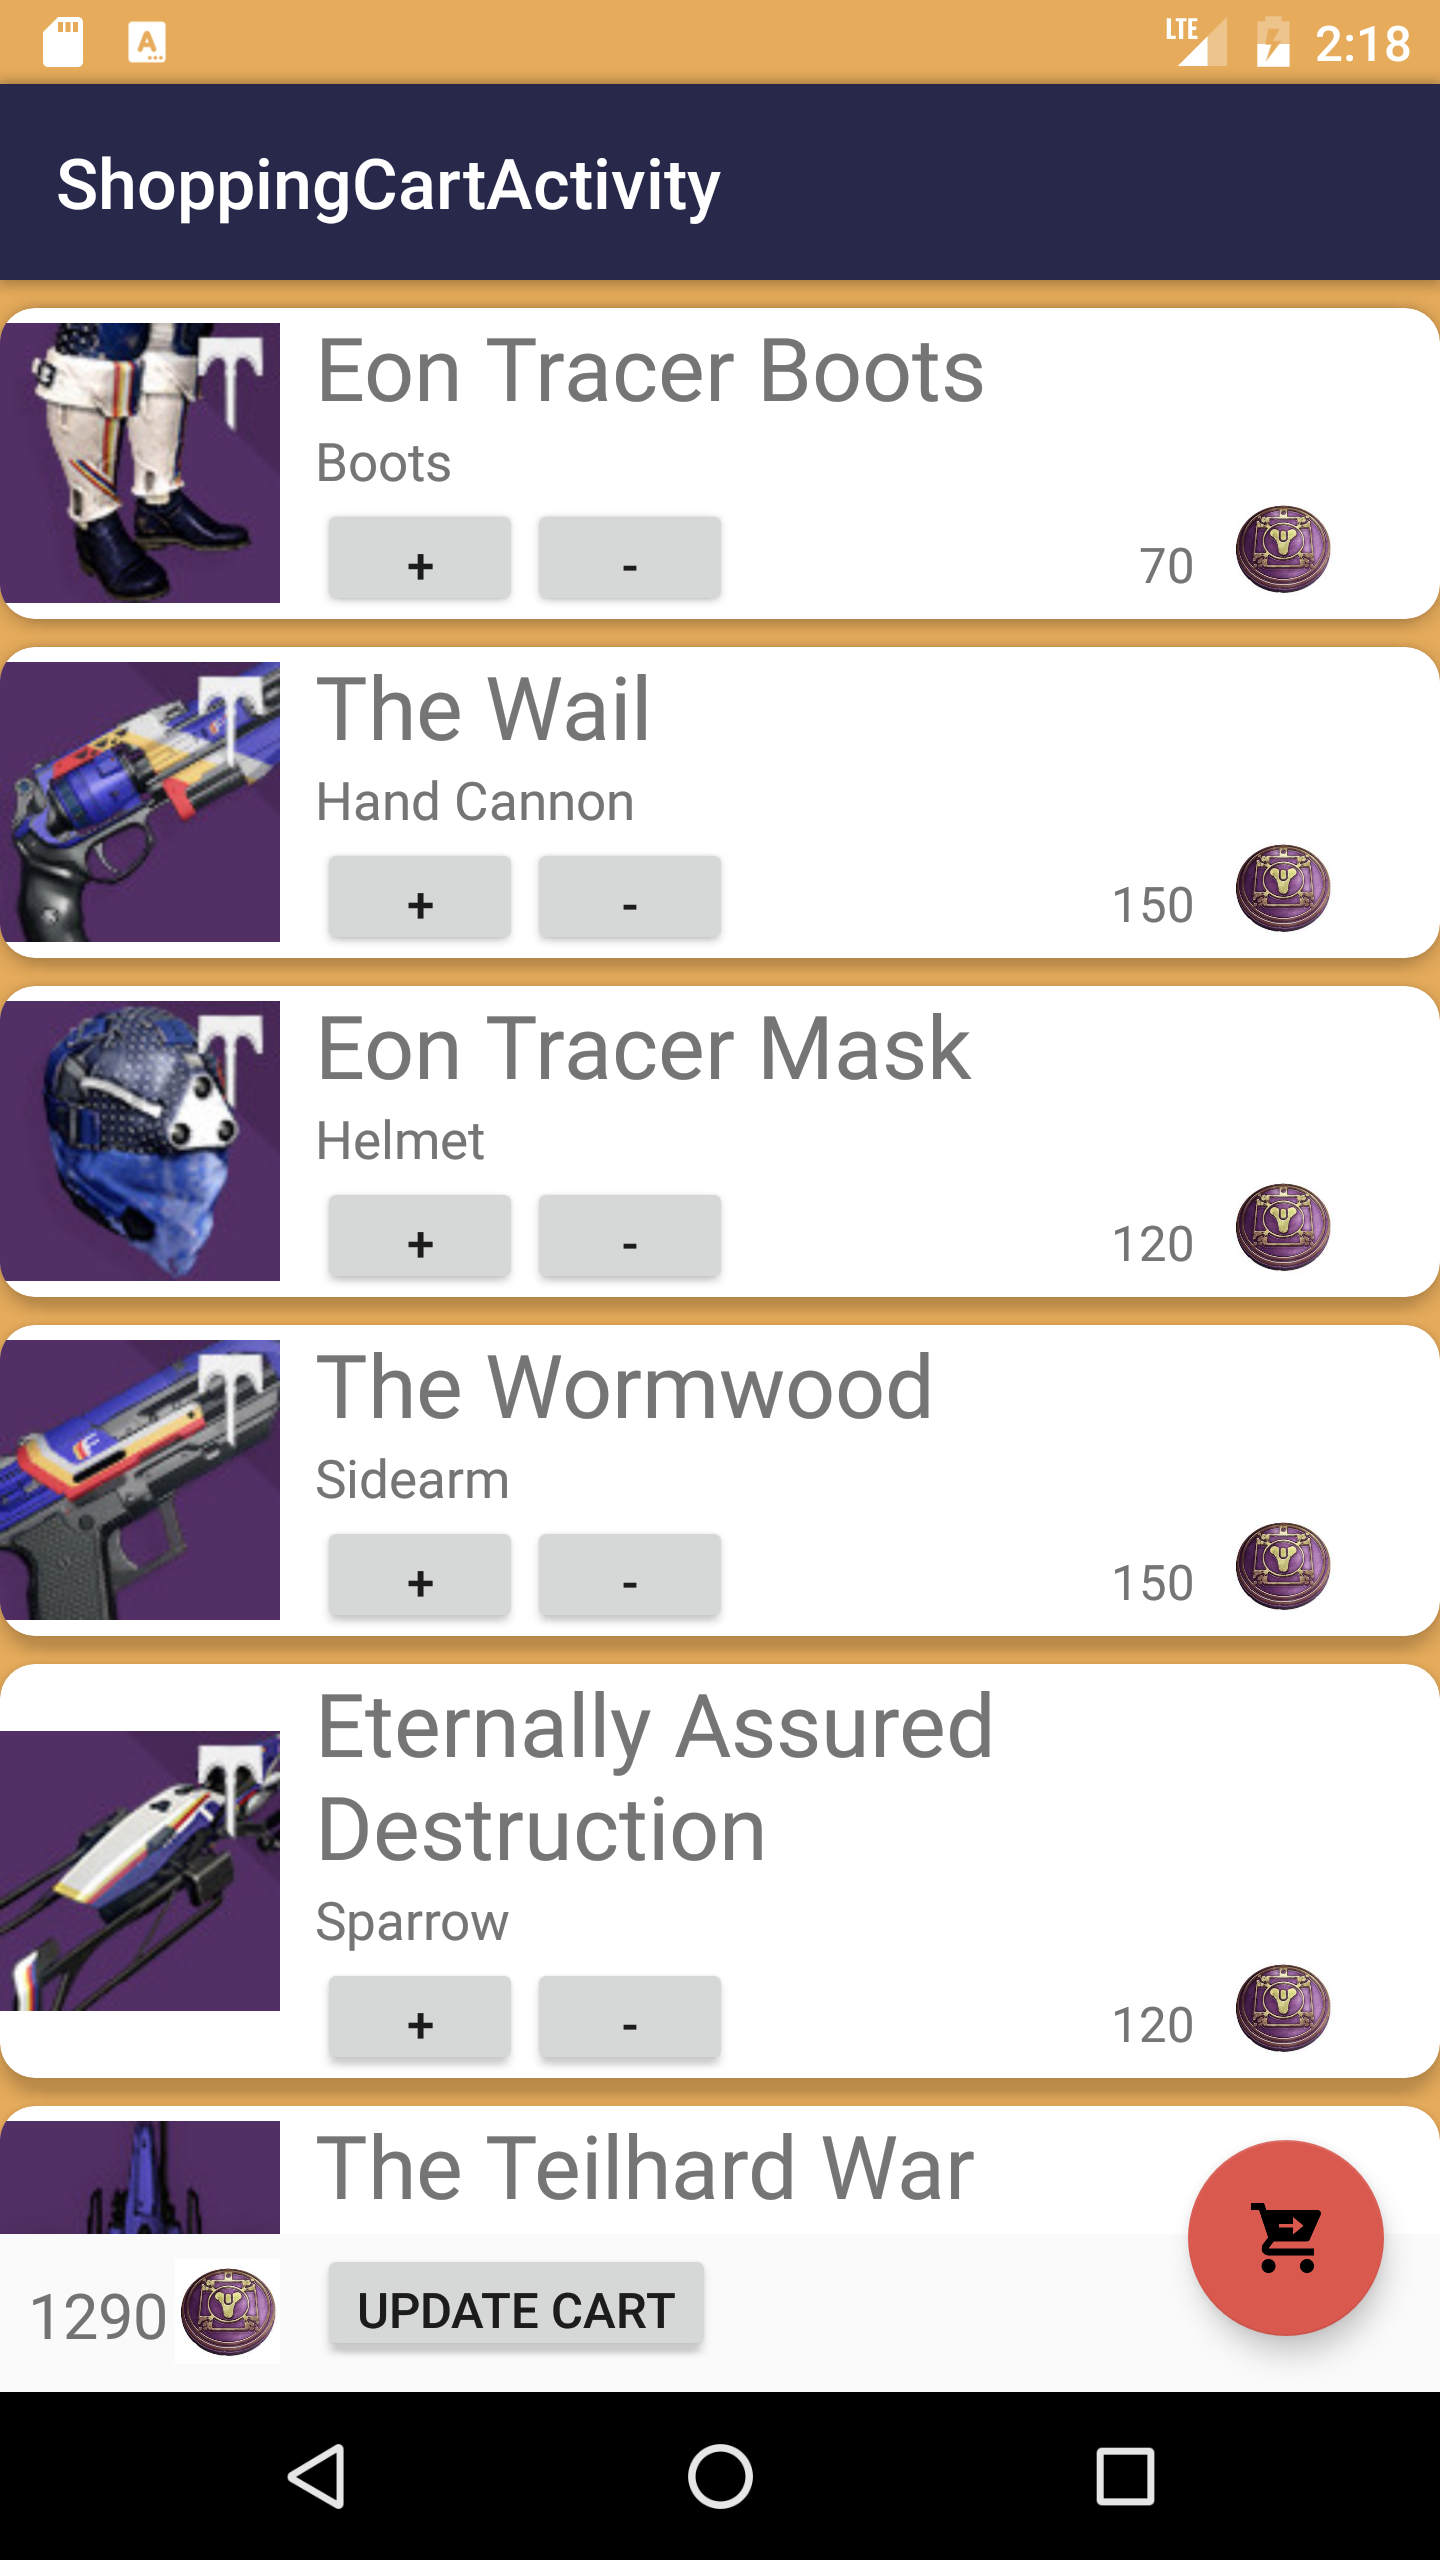 LTE 2:18
ShoppingCartActivity
Eon Tracer Boots
Boots
+ - 70
The Wail
Hand Cannon
+ - 150
Eon Tracer Mask
Helmet
+ - 120
The Wormwood
Sidearm
+ - 150
Eternally Assured
Destruction
Sparrow
+ - 120
The Teilhard War
1290 UPDATE CART